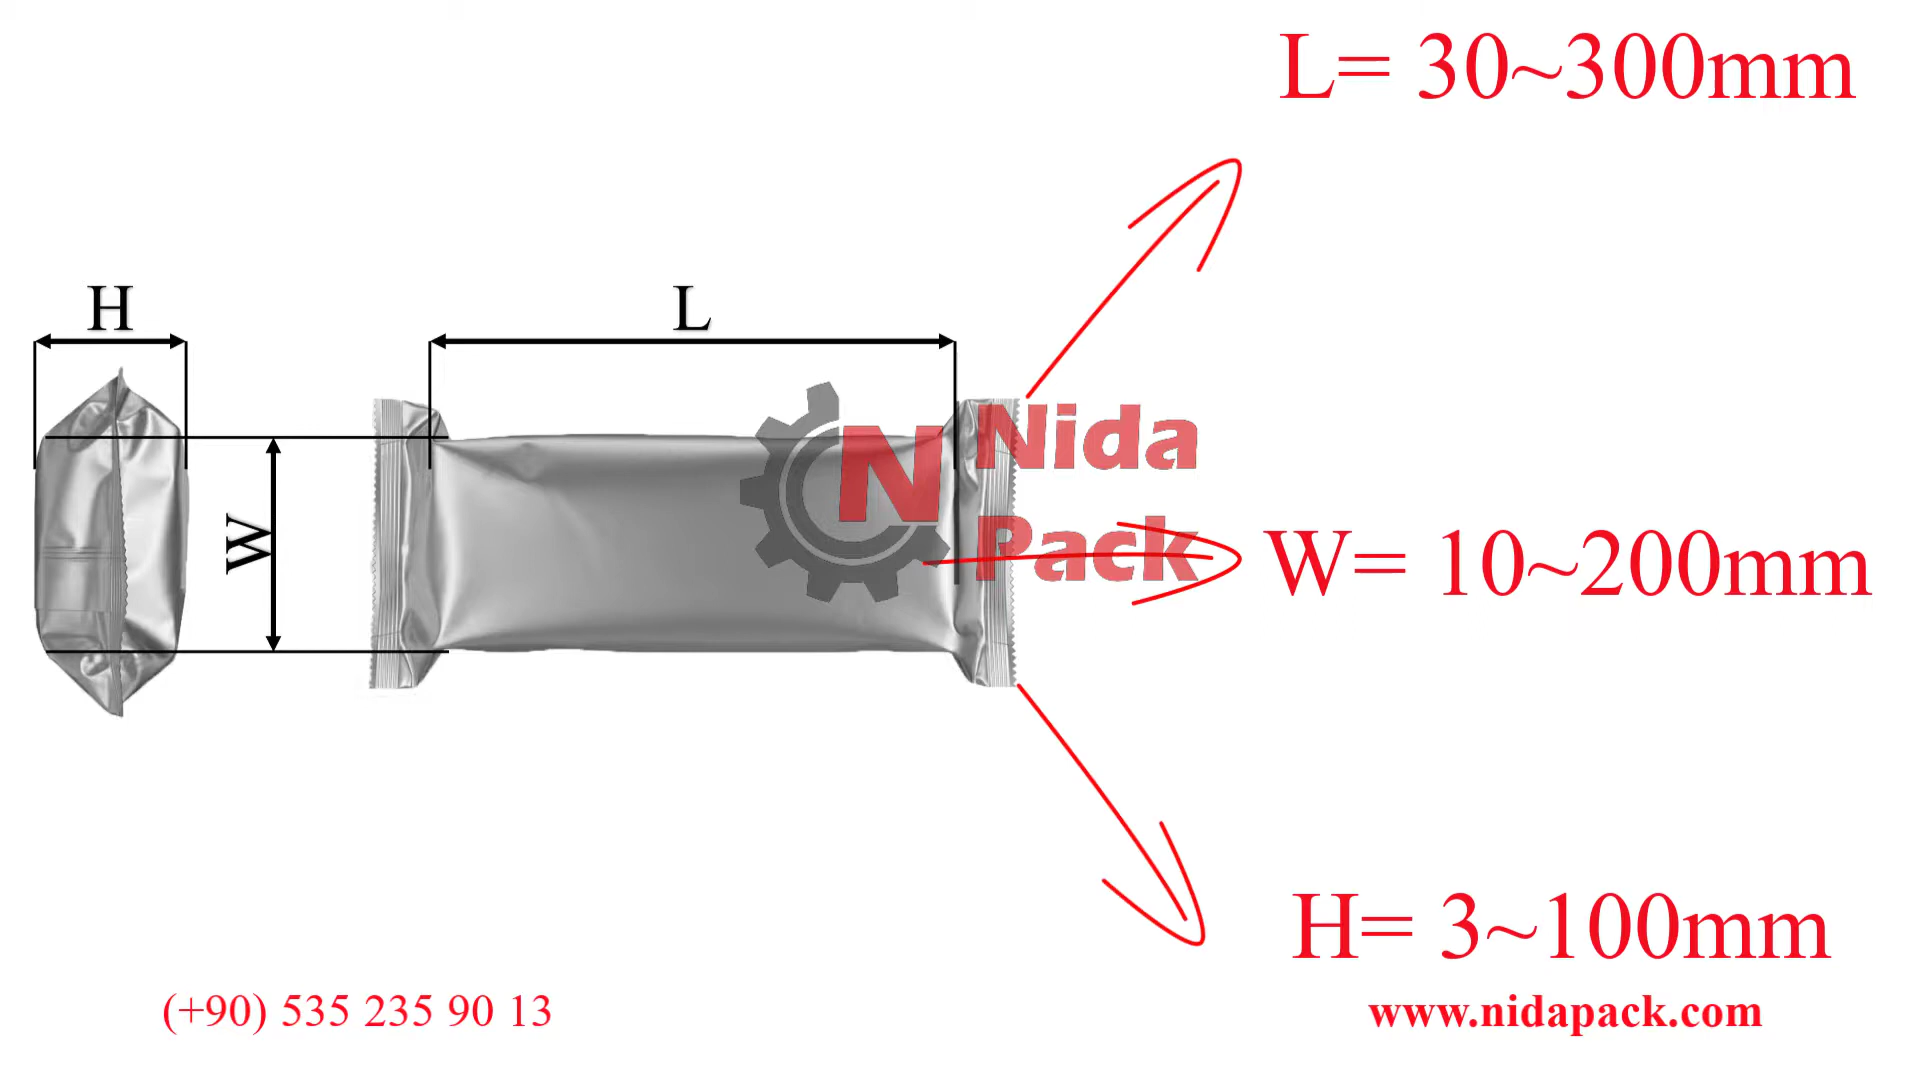 L= 30~300mm
H
L
W
Nida
N
Pack
W= 10~200mm
H= 3~100mm
(+90) 535 235 90 13
www.nidapack.com